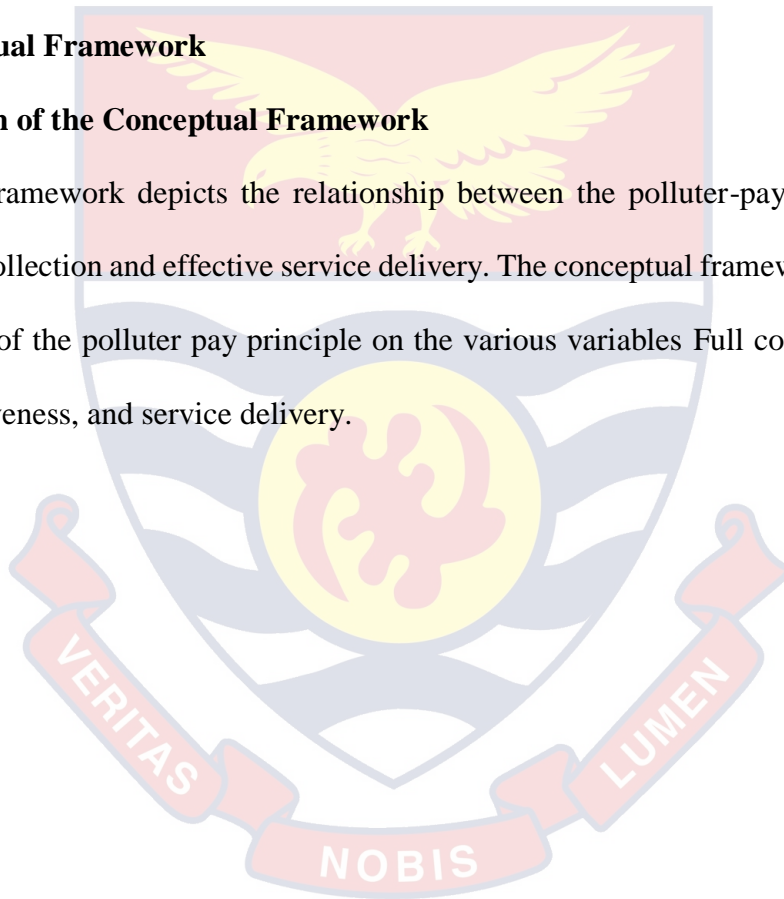 ual Framework
n of the Conceptual Framework
ramework depicts the relationship between the polluter-pay
ollection and effective service delivery. The conceptual framew
of the polluter pay principle on the various variables Full co
veness, and service delivery.
VERITAS
NOBIS
LUMEN